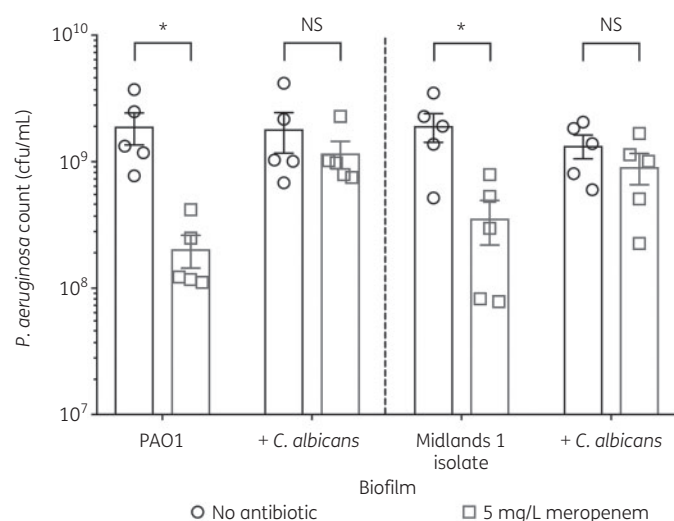 * NS * NS
10¹⁰
10⁹
10⁸
10⁷
P. aeruginosa count (cfu/mL)
PAO1 + C. albicans Midlands 1 + C. albicans
isolate
Biofilm
No antibiotic 5 mg/L meropenem